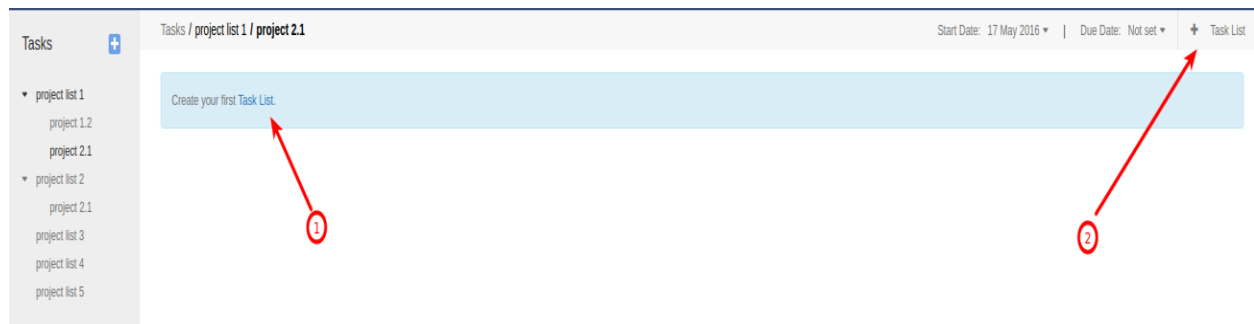 Tasks
Tasks / project list 1 / project 2.1
Start Date: 17 May 2016 | Due Date: Not set
+ Task List
project list 1
project 1.2
project 2.1
project list 2
project 2.1
project list 3
project list 4
project list 5
Create your first Task List.
1
2